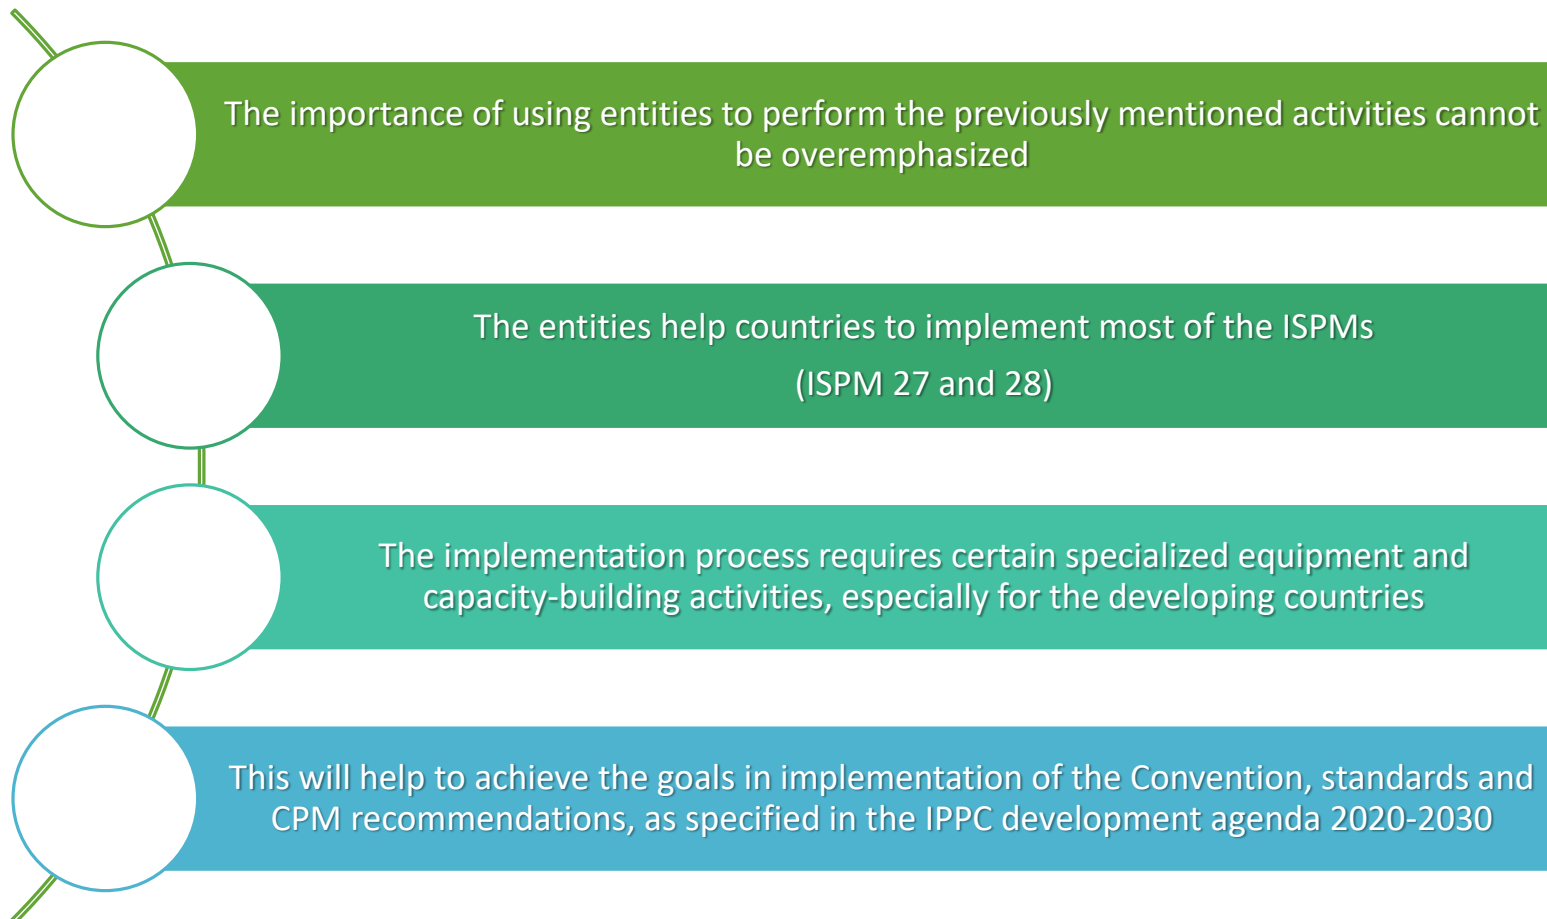 The importance of using entities to perform the previously mentioned activities cannot
be overemphasized
The entities help countries to implement most of the ISPMs
(ISPM 27 and 28)
The implementation process requires certain specialized equipment and
capacity-building activities, especially for the developing countries
This will help to achieve the goals in implementation of the Convention, standards and
CPM recommendations, as specified in the IPPC development agenda 2020-2030